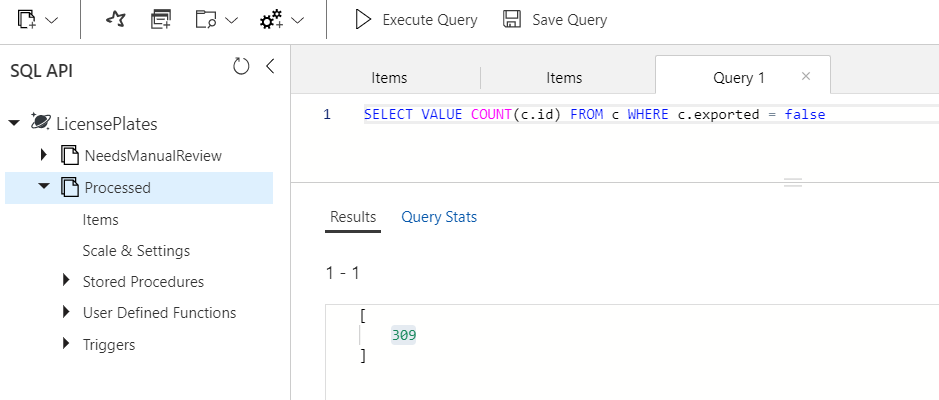 Execute Query
Save Query
SQL API
Items
Items
Query 1
1 SELECT VALUE COUNT(c.id) FROM c WHERE c.exported = false
LicensePlates
NeedsManualReview
Processed
Items
Scale & Settings
Stored Procedures
User Defined Functions
Triggers
Results
Query Stats
1 - 1
[
309
]